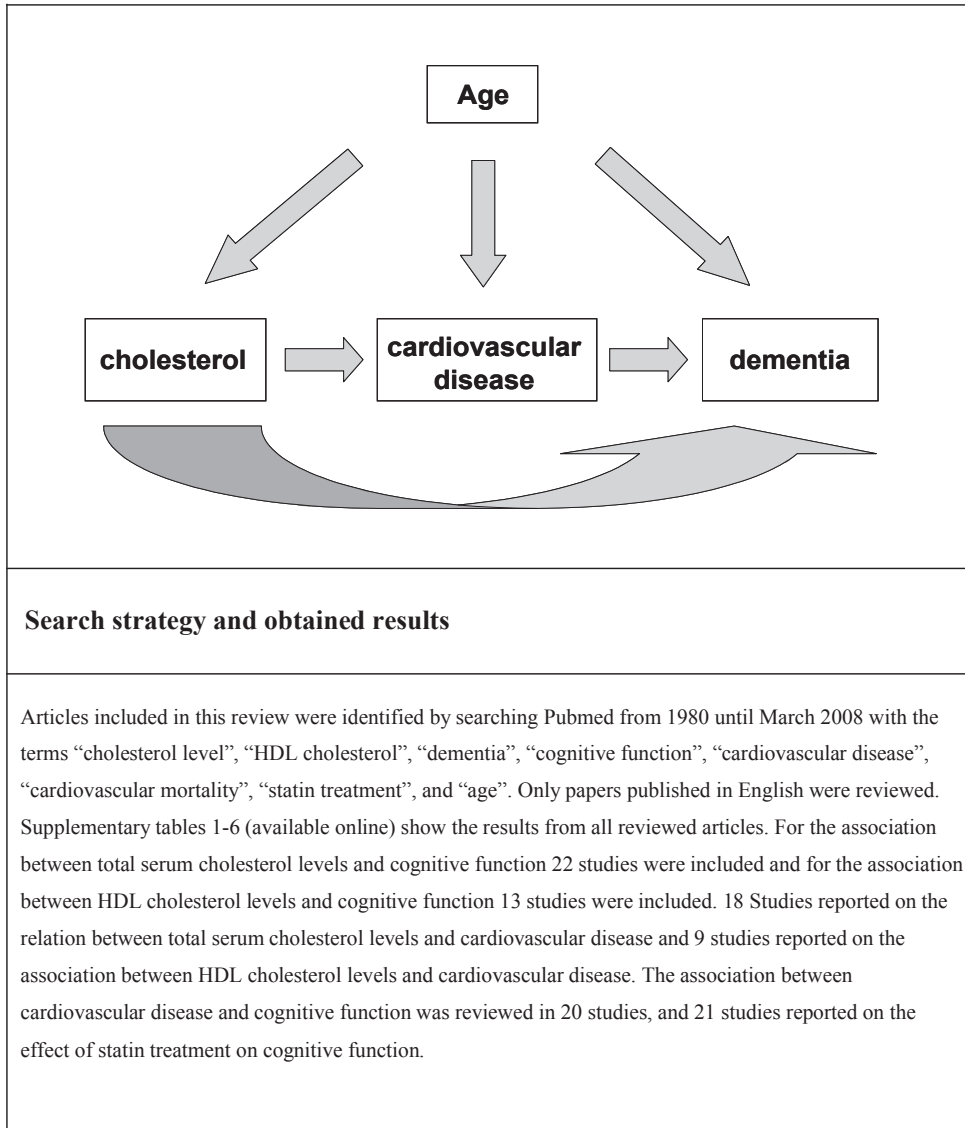 Age
cholesterol
cardiovascular
disease
dementia
Search strategy and obtained results
Articles included in this review were identified by searching Pubmed from 1980 until March 2008 with the
terms “cholesterol level”, “HDL cholesterol”, “dementia”, “cognitive function”, “cardiovascular disease”,
“cardiovascular mortality”, “statin treatment”, and “age”. Only papers published in English were reviewed.
Supplementary tables 1-6 (available online) show the results from all reviewed articles. For the association
between total serum cholesterol levels and cognitive function 22 studies were included and for the association
between HDL cholesterol levels and cognitive function 13 studies were included. 18 Studies reported on the
relation between total serum cholesterol levels and cardiovascular disease and 9 studies reported on the
association between HDL cholesterol levels and cardiovascular disease. The association between
cardiovascular disease and cognitive function was reviewed in 20 studies, and 21 studies reported on the
effect of statin treatment on cognitive function.